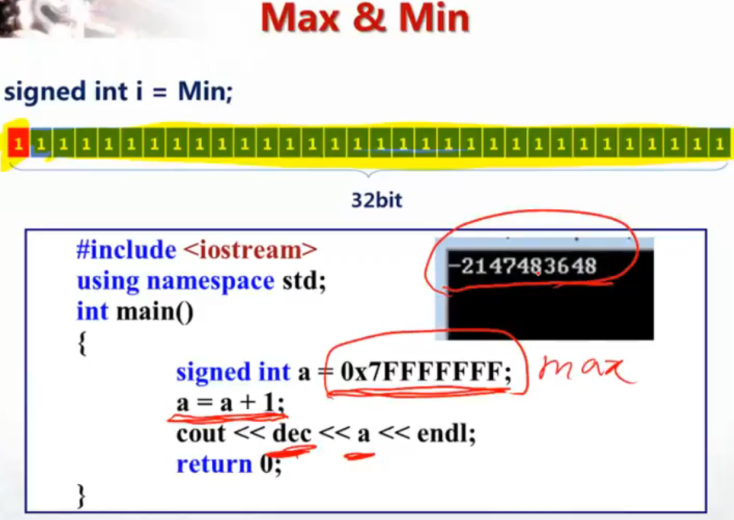 Max & Min
signed int i = Min;
1 1 1 1 1 1 1 1 1 1 1 1 1 1 1 1 1 1 1 1 1 1 1 1 1 1 1 1 1 1 1 1
32bit
#include <iostream>
using namespace std;
int main()
{
signed int a = 0x7FFFFFFF; max
a = a + 1;
cout << dec << a << endl;
return 0;
}
-2147483648